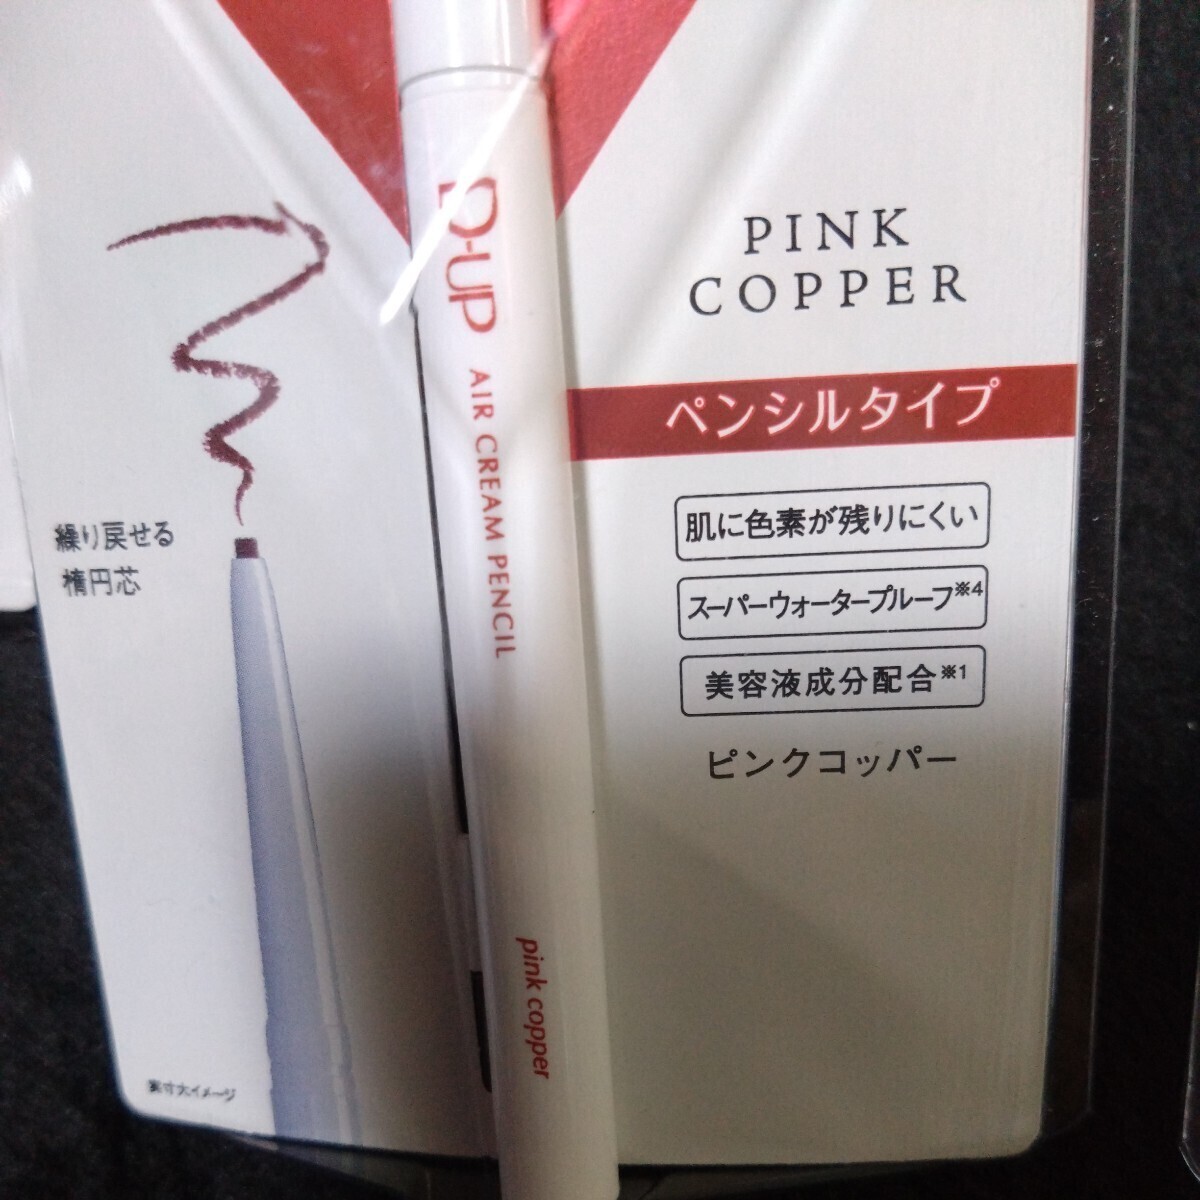 PINK
COPPER
ペンシルタイプ
肌に色素が残りにくい
スーパーウォータープルーフ※4
美容液成分配合※1
ピンクコッパー
D-UP AIR CREAM PENCIL
pink copper
繰り戻せる
楕円芯
実寸大イメージ